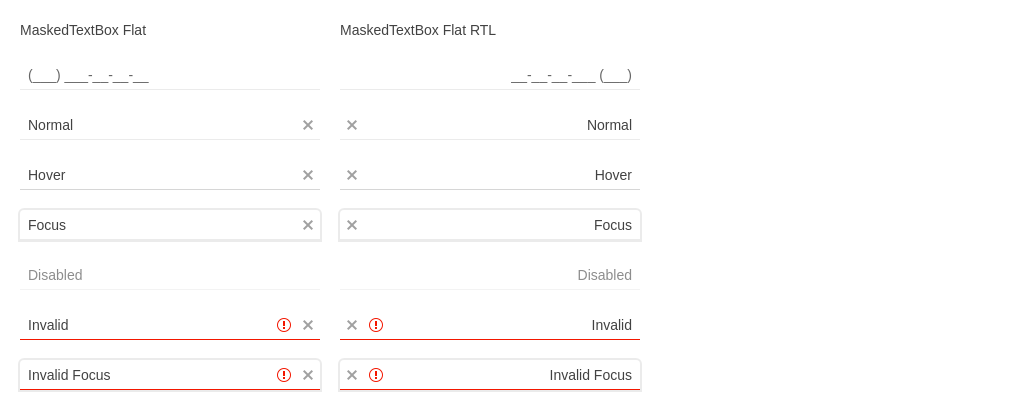 MaskedTextBox Flat
MaskedTextBox Flat RTL
(___) ___-__-__-__
__-__-__-___ (___)
Normal
Normal
Hover
Hover
Focus
Focus
Disabled
Disabled
Invalid
Invalid
Invalid Focus
Invalid Focus